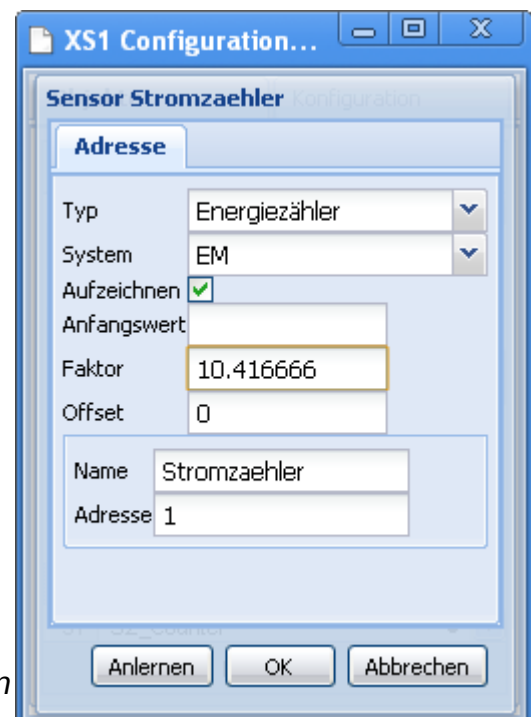 XS1 Configuration...
Sensor Stromzaehler Konfiguration
Adresse
Typ Energiezähler
System EM
Aufzeichnen
Anfangswert
Faktor 10.416666
Offset 0
Name Stromzaehler
Adresse 1
Anlernen OK Abbrechen
n